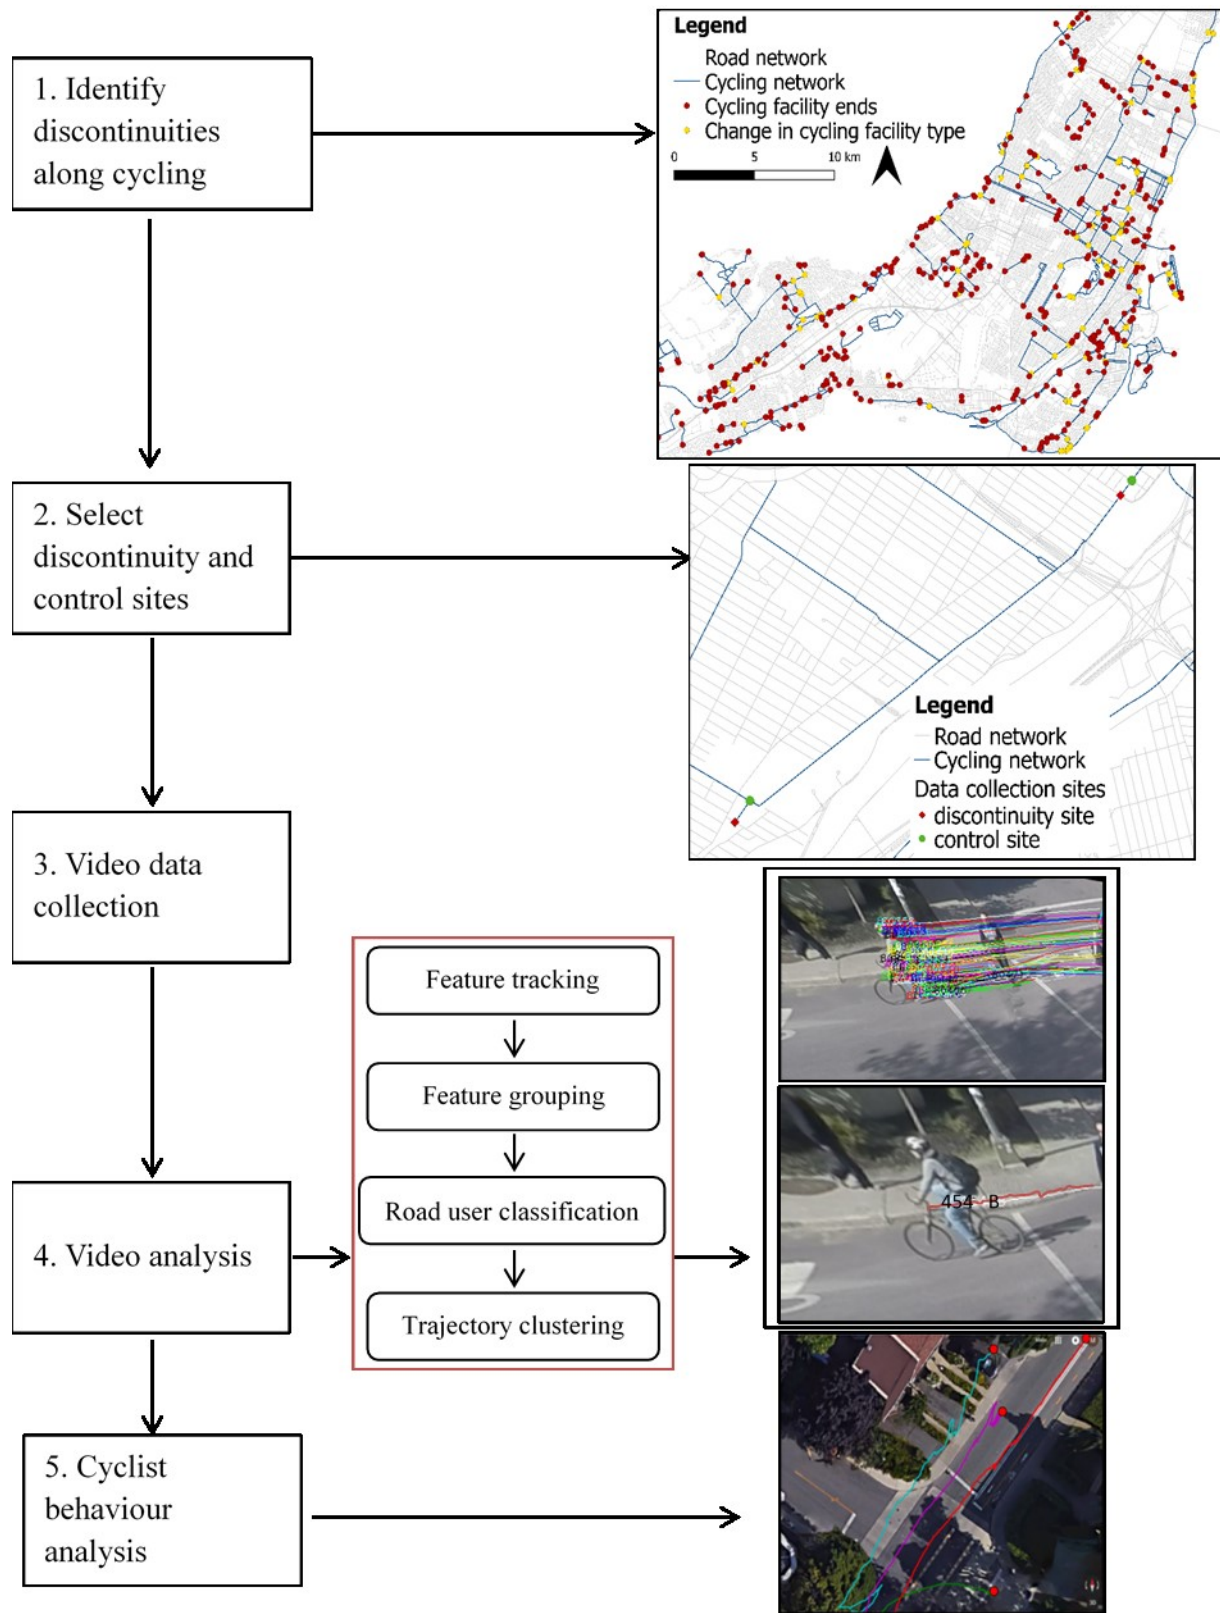 1. Identify
discontinuities
along cycling
Legend
Road network
Cycling network
Cycling facility ends
Change in cycling facility type
0 5 10 km
2. Select
discontinuity and
control sites
Legend
Road network
Cycling network
Data collection sites
discontinuity site
control site
3. Video data
collection
Feature tracking
Feature grouping
Road user classification
Trajectory clustering
454 B
4. Video analysis
5. Cyclist
behaviour
analysis